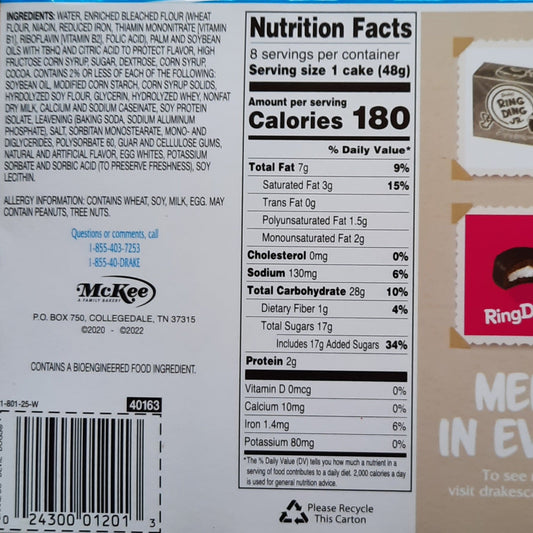 INGREDIENTS: WATER, ENRICHED BLEACHED FLOUR (WHEAT
FLOUR, NIACIN, REDUCED IRON, THIAMIN MONONITRATE [VITAMIN
B1], RIBOFLAVIN [VITAMIN B2], FOLIC ACID), PALM AND SOYBEAN
OILS WITH TBHQ AND CITRIC ACID TO PROTECT FLAVOR, HIGH
FRUCTOSE CORN SYRUP, SUGAR, DEXTROSE, CORN SYRUP,
COCOA. CONTAINS 2% OR LESS OF EACH OF THE FOLLOWING:
SOYBEAN OIL, MODIFIED CORN STARCH, CORN SYRUP SOLIDS,
HYRDOLYZED SOY FLOUR, GLYCERIN, HYDROLYZED WHEY, NONFAT
DRY MILK, CALCIUM AND SODIUM CASEINATE, SOY PROTEIN
ISOLATE, LEAVENING (BAKING SODA, SODIUM ALUMINUM
PHOSPHATE), SALT, SORBITAN MONOSTEARATE, MONO- AND
DIGLYCERIDES, POLYSORBATE 60, GUAR AND CELLULOSE GUMS,
NATURAL AND ARTIFICIAL FLAVOR, EGG WHITES, POTASSIUM
SORBATE AND SORBIC ACID (TO PRESERVE FRESHNESS), SOY
LECITHIN.
ALLERGY INFORMATION: CONTAINS WHEAT, SOY, MILK, EGG. MAY
CONTAIN PEANUTS, TREE NUTS.
Questions or comments, call
1-855-403-7253
1-855-40-DRAKE
McKee
A FAMILY BAKERY
P.O. BOX 750, COLLEGEDALE, TN 37315
©2020 - ©2022
CONTAINS A BIOENGINEERED FOOD INGREDIENT.
1-801-25-W
40163
0 24300 01201 3
Nutrition Facts
8 servings per container
Serving size 1 cake (48g)
Amount per serving
Calories 180
% Daily Value*
Total Fat 7g 9%
Saturated Fat 3g 15%
Trans Fat 0g
Polyunsaturated Fat 1.5g
Monounsaturated Fat 2g
Cholesterol 0mg 0%
Sodium 130mg 6%
Total Carbohydrate 28g 10%
Dietary Fiber 1g 4%
Total Sugars 17g
Includes 17g Added Sugars 34%
Protein 2g
Vitamin D 0mcg 0%
Calcium 10mg 0%
Iron 1.4mg 6%
Potassium 80mg 0%
*The % Daily Value (DV) tells you how much a nutrient in a
serving of food contributes to a daily diet. 2,000 calories a day
is used for general nutrition advice.
Please Recycle
This Carton
RING
DING
JR.
RingD
ME
IN EV
To see
visit drakesca